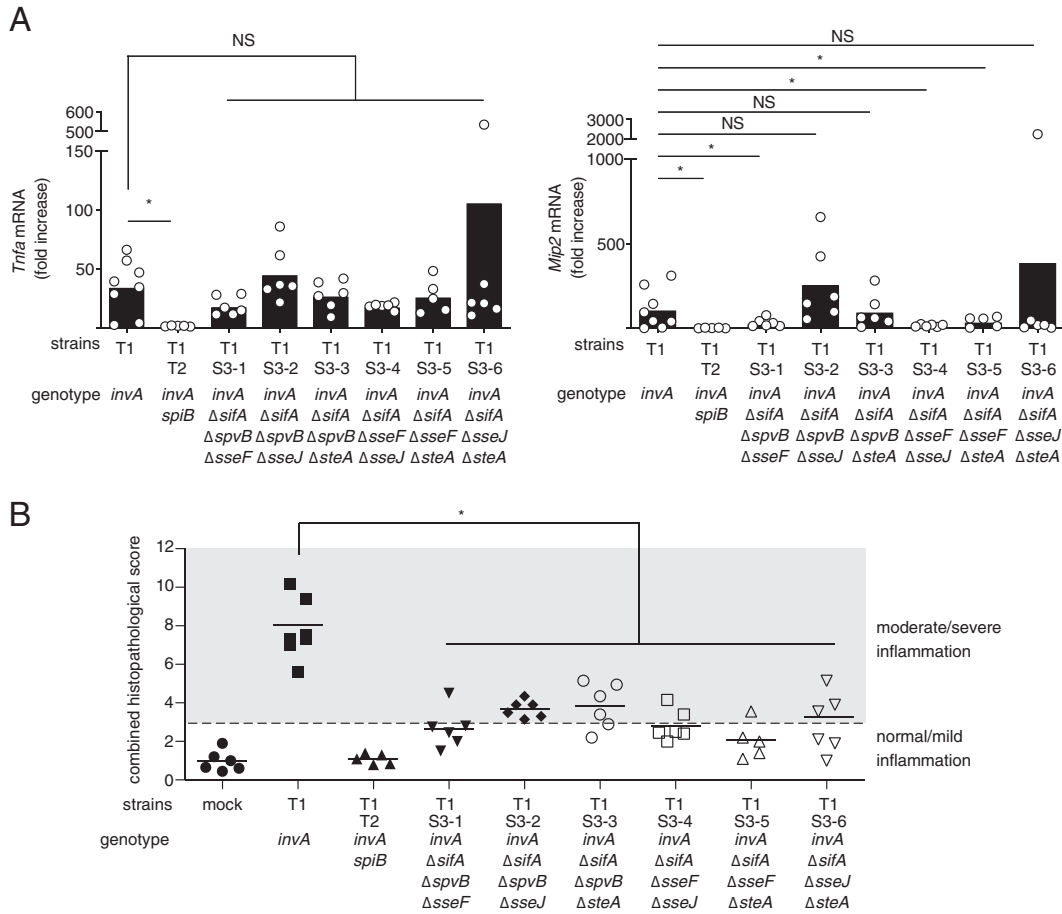 A
NS
*
600
500
150
100
50
Tnfa mRNA
(fold increase)
strains T1 T1 T1 T1 T1 T1 T1 T1
T2 S3-1 S3-2 S3-3 S3-4 S3-5 S3-6
genotype invA invA invA invA invA invA invA invA
spiB ΔsifA ΔsifA ΔsifA ΔsifA ΔsifA ΔsifA
ΔspvB ΔspvB ΔspvB ΔsseF ΔsseF ΔsseJ
ΔsseF ΔsseJ ΔsteA ΔsseJ ΔsteA ΔsteA
NS
*
*
NS
NS
*
*
3000
2000
1000
500
Mip2 mRNA
(fold increase)
strains T1 T1 T1 T1 T1 T1 T1 T1
T2 S3-1 S3-2 S3-3 S3-4 S3-5 S3-6
genotype invA invA invA invA invA invA invA invA
spiB ΔsifA ΔsifA ΔsifA ΔsifA ΔsifA ΔsifA
ΔspvB ΔspvB ΔspvB ΔsseF ΔsseF ΔsseJ
ΔsseF ΔsseJ ΔsteA ΔsseJ ΔsteA ΔsteA
B
*
12
10
8
6
4
2
0
combined histopathological score
moderate/severe
inflammation
normal/mild
inflammation
strains mock T1 T1 T1 T1 T1 T1 T1 T1
T2 S3-1 S3-2 S3-3 S3-4 S3-5 S3-6
genotype invA invA invA invA invA invA invA invA
spiB ΔsifA ΔsifA ΔsifA ΔsifA ΔsifA ΔsifA
ΔspvB ΔspvB ΔspvB ΔsseF ΔsseF ΔsseJ
ΔsseF ΔsseJ ΔsteA ΔsseJ ΔsteA ΔsteA